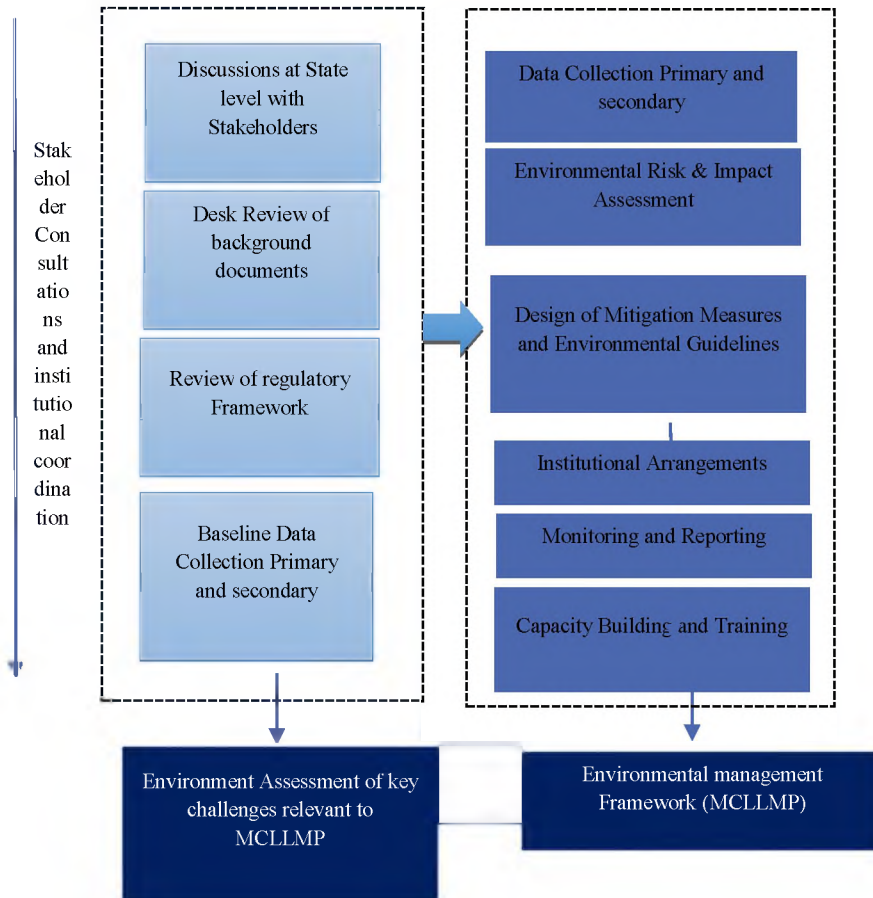 Stak
ehol
der
Con
sult
atio
ns
and
insti
tutio
nal
coor
dina
tion
Discussions at State
level with
Stakeholders
Desk Review of
background
documents
Review of regulatory
Framework
Baseline Data
Collection Primary
and secondary
Environment Assessment of key
challenges relevant to
MCLLMP
Data Collection Primary and
secondary
Environmental Risk & Impact
Assessment
Design of Mitigation Measures
and Environmental Guidelines
Institutional Arrangements
Monitoring and Reporting
Capacity Building and Training
Environmental management
Framework (MCLLMP)